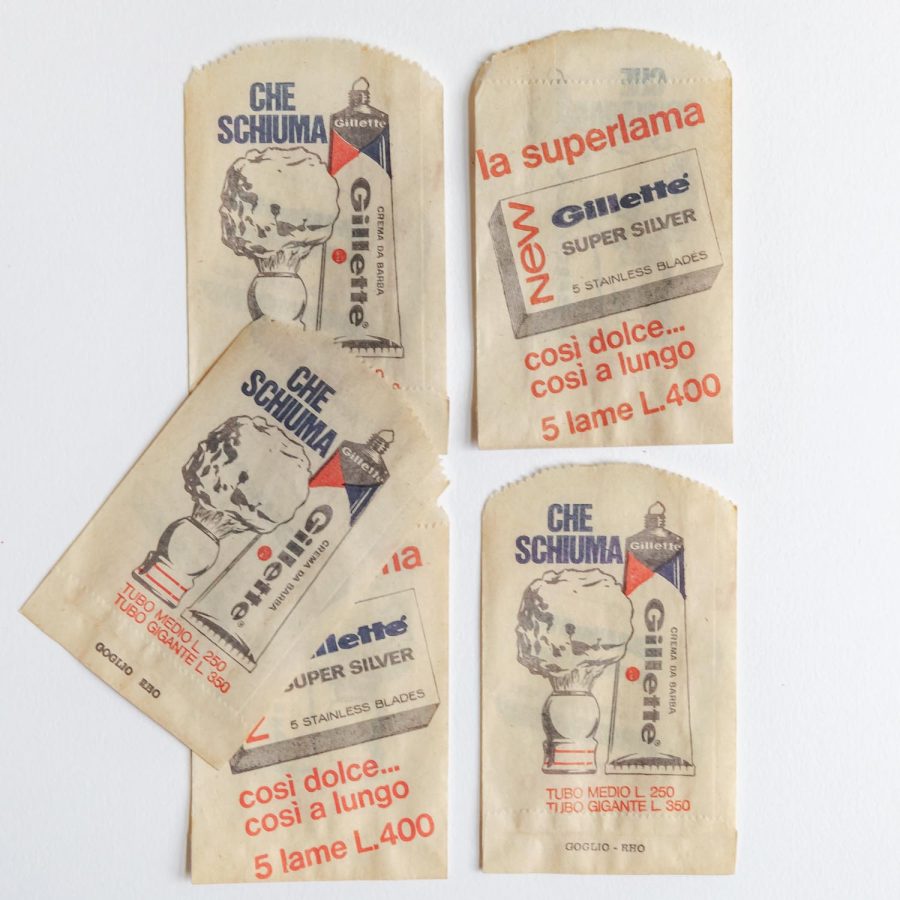 CHE
SCHIUMA
Gillette
Gillette
CREMA DA BARBA
la superlama
NEW
Gillette
SUPER SILVER
5 STAINLESS BLADES
così dolce...
così a lungo
5 lame L.400
CHE
SCHIUMA
Gillette
Gillette
CREMA DA BARBA
TUBO MEDIO L. 250
TUBO GIGANTE L. 350
GOGLIO RHO
llette
SUPER SILVER
5 STAINLESS BLADES
così dolce...
così a lungo
5 lame L.400
CHE
SCHIUMA
Gillette
Gillette
CREMA DA BARBA
TUBO MEDIO L. 250
TUBO GIGANTE L. 350
GOGLIO - RHO